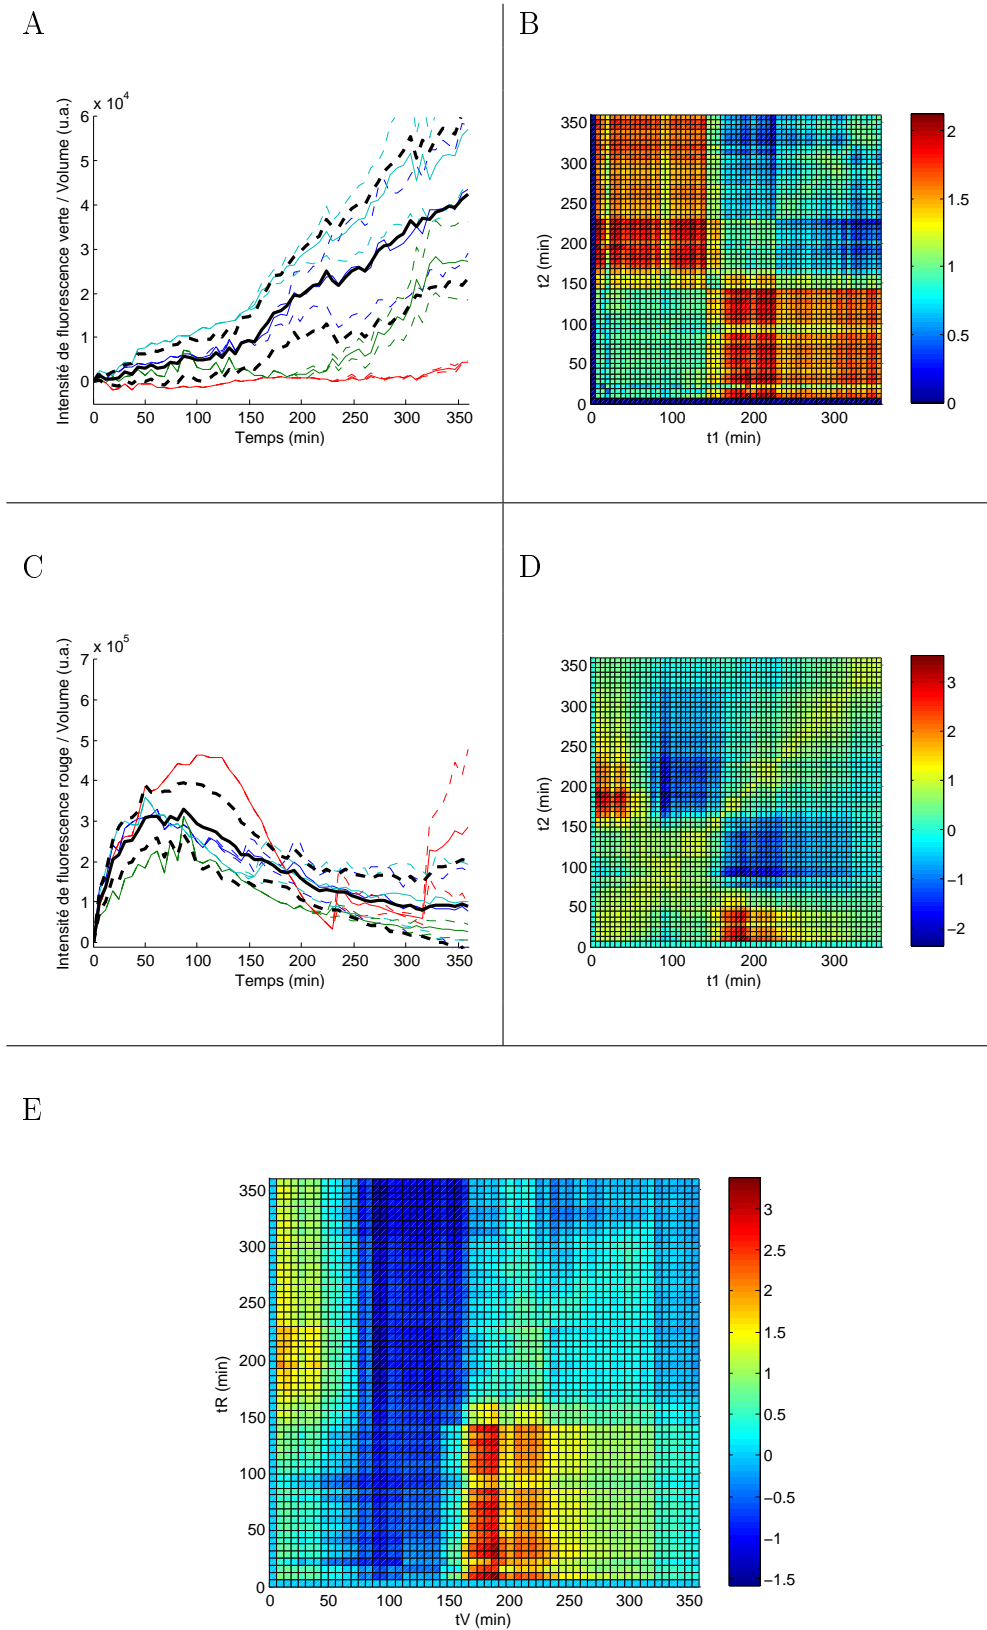 A
B
x 10^4
Intensité de fluorescence verte / Volume (u.a.)
6
5
4
3
2
1
0
0 50 100 150 200 250 300 350
Temps (min)
t2 (min)
350
300
250
200
150
100
50
0
0 100 200 300
t1 (min)
2
1.5
1
0.5
0
C
D
x 10^5
Intensité de fluorescence rouge / Volume (u.a.)
7
6
5
4
3
2
1
0
0 50 100 150 200 250 300 350
Temps (min)
t2 (min)
350
300
250
200
150
100
50
0
0 100 200 300
t1 (min)
3
2
1
0
−1
−2
E
tR (min)
350
300
250
200
150
100
50
0
0 50 100 150 200 250 300 350
tV (min)
3
2.5
2
1.5
1
0.5
0
−0.5
−1
−1.5